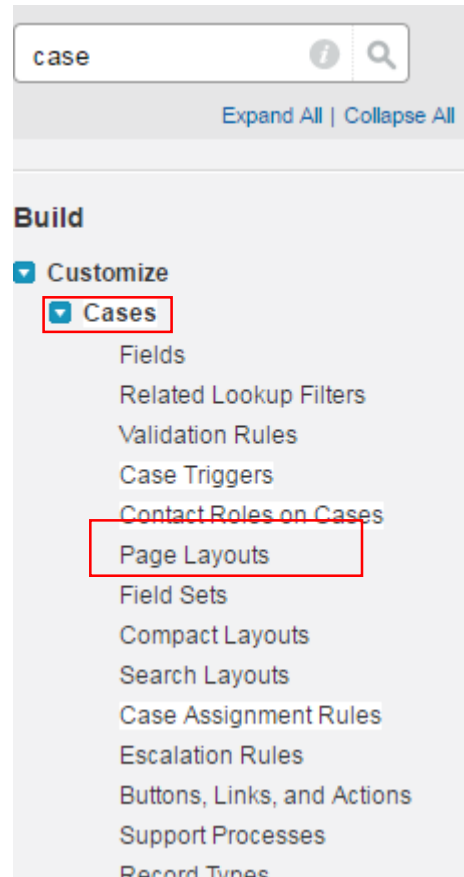 case
Expand All | Collapse All
Build
Customize
Cases
Fields
Related Lookup Filters
Validation Rules
Case Triggers
Contact Roles on Cases
Page Layouts
Field Sets
Compact Layouts
Search Layouts
Case Assignment Rules
Escalation Rules
Buttons, Links, and Actions
Support Processes
Record Types